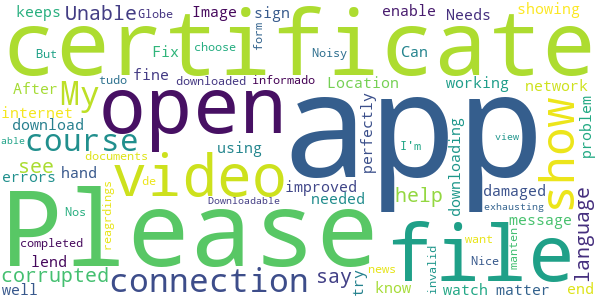 keeps Unable Globe Image sign form enable Needs showing
certificate
But Fix choose Noisy Can
After fine downloaded informado Location working network
My open app show
internet tudo perfectly
download course using I'm problem
able see documents video view
errors hand improved needed help downloading damaged language
Please file
reagrdings de Downloadable exhausting
Nos message
completed lend connection say try news know invalid want Nice manten
corrupted
well watch matter end